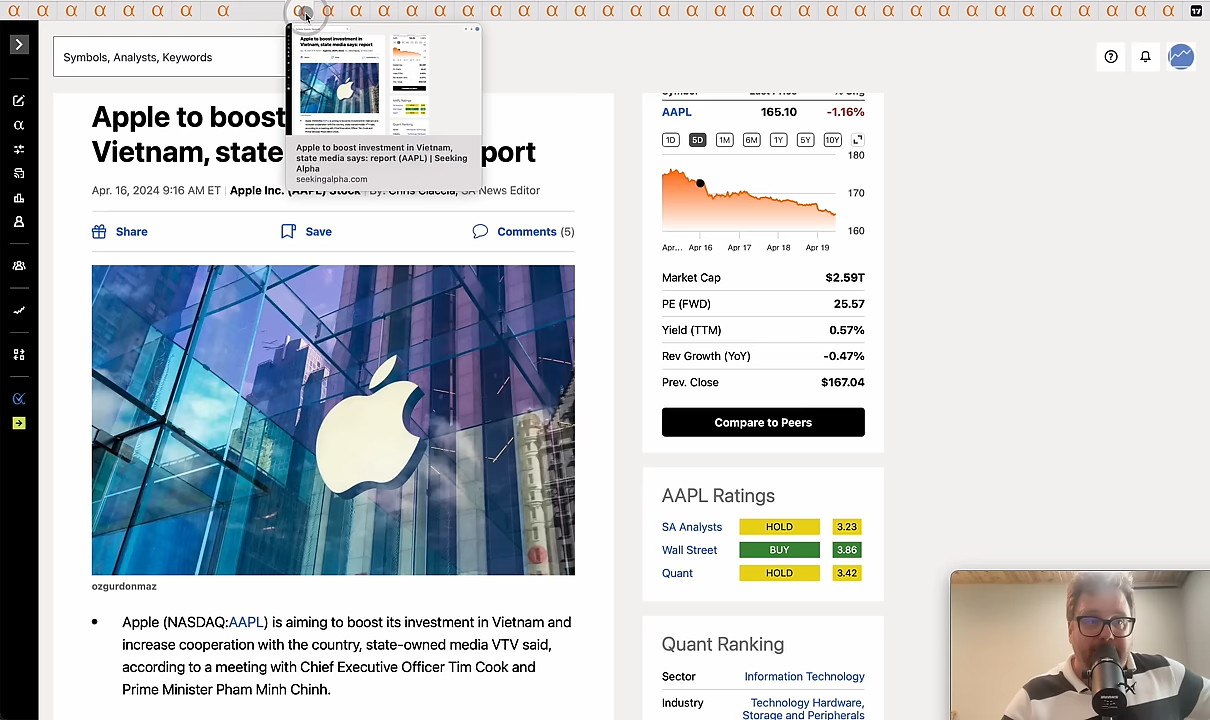 Symbols, Analysts, Keywords
Apple to boost investment in
Vietnam, state media says: report (AAPL) | Seeking
Alpha
seekingalpha.com
Apple to boost
Vietnam, state
port
Apr. 16, 2024 9:16 AM ET | Apple Inc. (AAPL) Stock | By: Chris Ciaccia, SA News Editor
Share
Save
Comments (5)
ozgurdonmaz
• Apple (NASDAQ:AAPL) is aiming to boost its investment in Vietnam and
increase cooperation with the country, state-owned media VTV said,
according to a meeting with Chief Executive Officer Tim Cook and
Prime Minister Pham Minh Chinh.
AAPL 165.10 -1.16%
1D 5D 1M 6M 1Y 5Y 10Y
180
170
160
Apr... Apr 16 Apr 17 Apr 18 Apr 19
Market Cap $2.59T
PE (FWD) 25.57
Yield (TTM) 0.57%
Rev Growth (YoY) -0.47%
Prev. Close $167.04
Compare to Peers
AAPL Ratings
SA Analysts HOLD 3.23
Wall Street BUY 3.86
Quant HOLD 3.42
Quant Ranking
Sector Information Technology
Industry Technology Hardware,
Storage and Peripherals